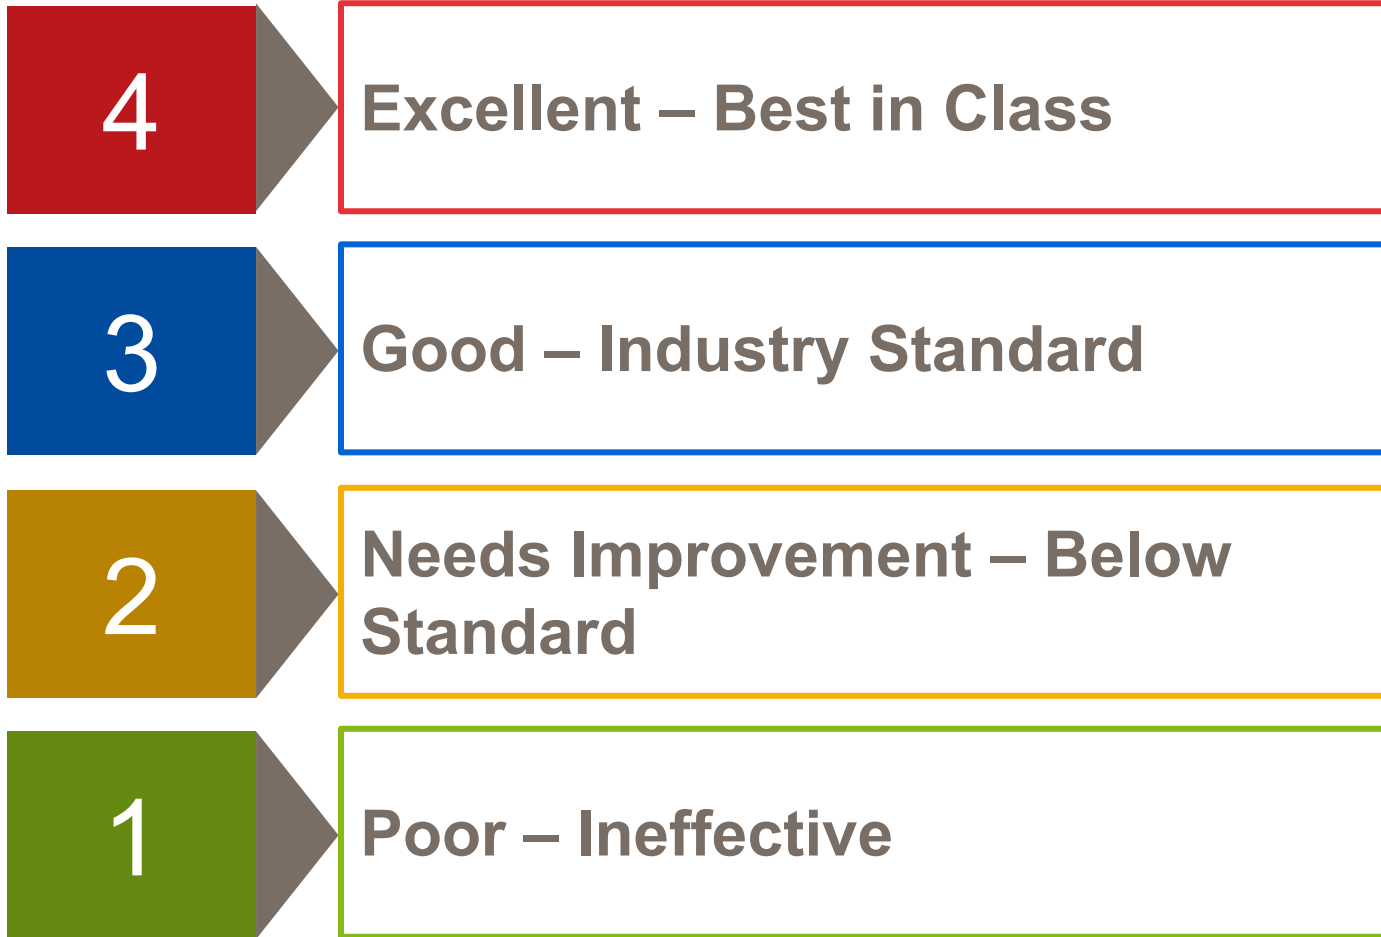 4
Excellent – Best in Class
3
Good – Industry Standard
2
Needs Improvement – Below
Standard
1
Poor – Ineffective